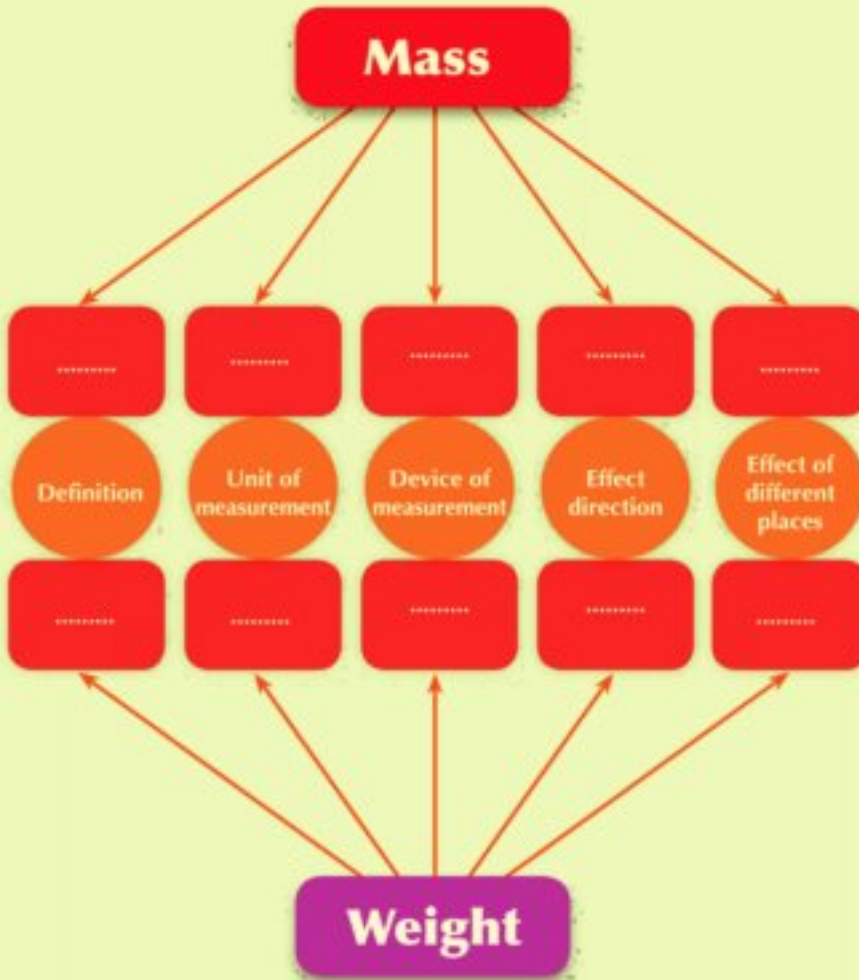 Mass
.........
.........
.........
.........
.........
Definition
Unit of
measurement
Device of
measurement
Effect
direction
Effect of
different
places
.........
.........
.........
.........
.........
Weight